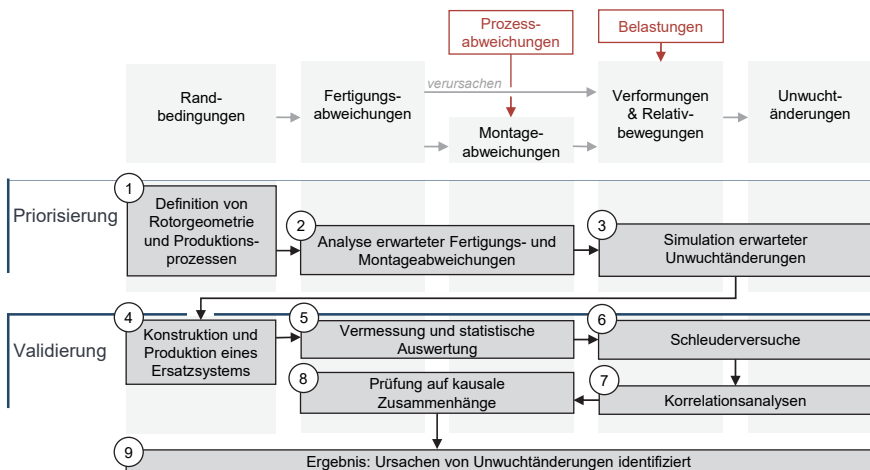 Prozess-
abweichungen
Belastungen
Rand-
bedingungen
Fertigungs-
abweichungen
verursachen
Montage-
abweichungen
Verformungen
& Relativ-
bewegungen
Unwucht-
änderungen
Priorisierung
1
Definition von
Rotorgeometrie
und Produktions-
prozessen
2
Analyse erwarteter Fertigungs- und
Montageabweichungen
3
Simulation erwarteter
Unwuchtänderungen
Validierung
4
Konstruktion und
Produktion eines
Ersatzsystems
5
Vermessung und statistische
Auswertung
6
Schleuderversuche
7
Korrelationsanalysen
8
Prüfung auf kausale
Zusammenhänge
9
Ergebnis: Ursachen von Unwuchtänderungen identifiziert